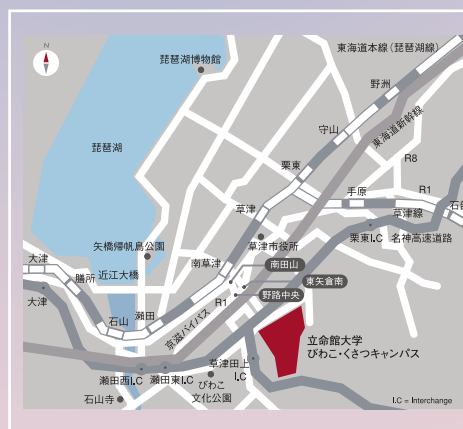 N
東海道本線（琵琶湖線）
琵琶湖博物館
野洲
守山
東海道新幹線
栗東
R8
琵琶湖
手原
R1
草津
草津線
石部
草津市役所
栗東I.C
名神高速道路
矢橋帰帆島公園
南草津
南田山
大津
近江大橋
東矢倉南
膳所
野路中央
大津
R1
石山
瀬田
京滋バイパス
立命館大学
びわこ・くさつキャンパス
草津田上
I.C
瀬田西I.C
瀬田東I.C
びわこ
文化公園
石山寺
I.C = Interchange